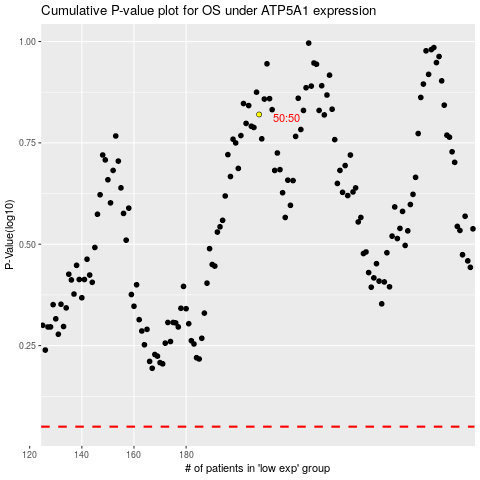 Cumulative P-value plot for OS under ATP5A1 expression
1.00
0.75
0.50
0.25
P-Value(log10)
50:50
120 140 160 180
# of patients in 'low exp' group